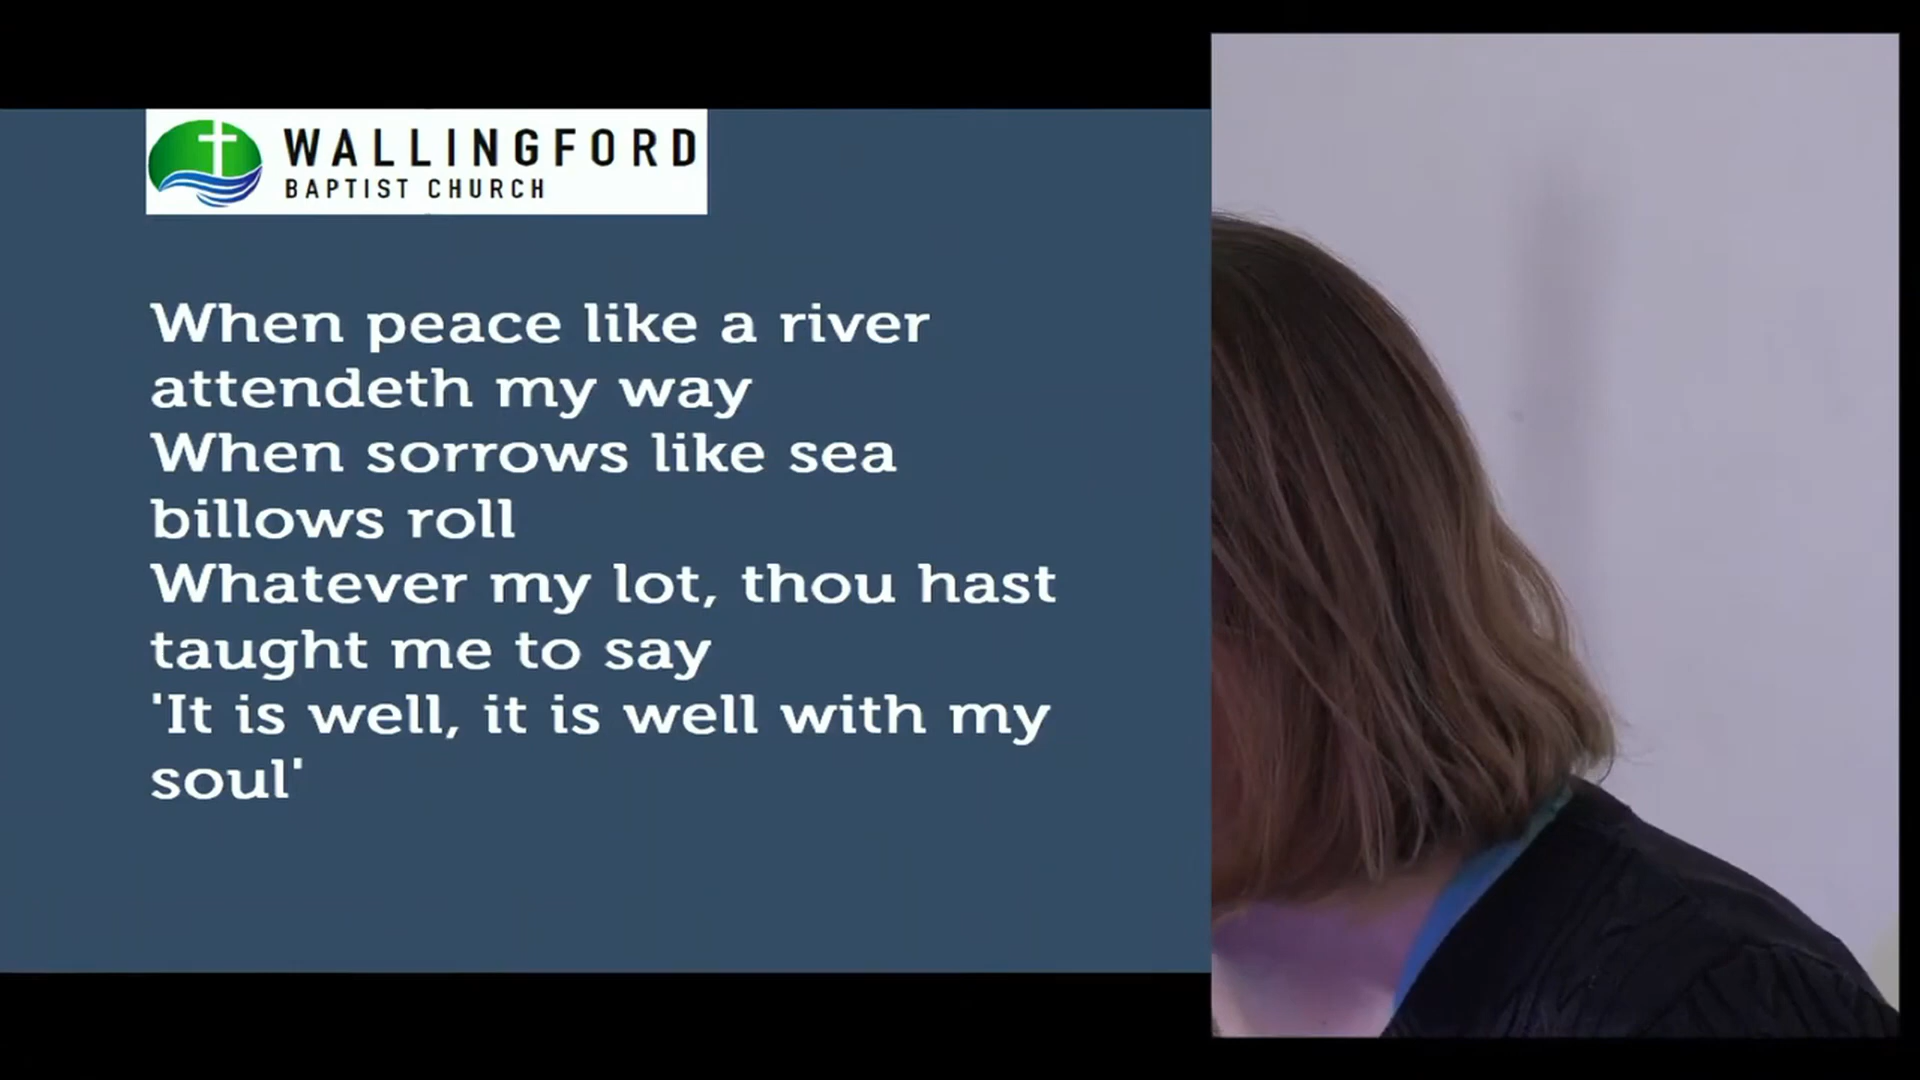 WALLINGFORD
BAPTIST CHURCH
When peace like a river
attendeth my way
When sorrows like sea
billows roll
Whatever my lot, thou hast
taught me to say
'It is well, it is well with my
soul'